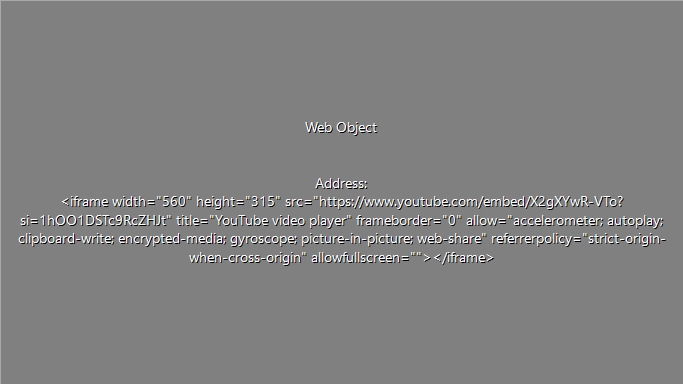 Web Object
Address:
<iframe width="560" height="315" src="https://www.youtube.com/embed/X2gXYwR-VTo?
si=1hOO1DSTc9RcZHJt" title="YouTube video player" frameborder="0" allow="accelerometer; autoplay;
clipboard-write; encrypted-media; gyroscope; picture-in-picture; web-share" referrerpolicy="strict-origin-
when-cross-origin" allowfullscreen=""></iframe>